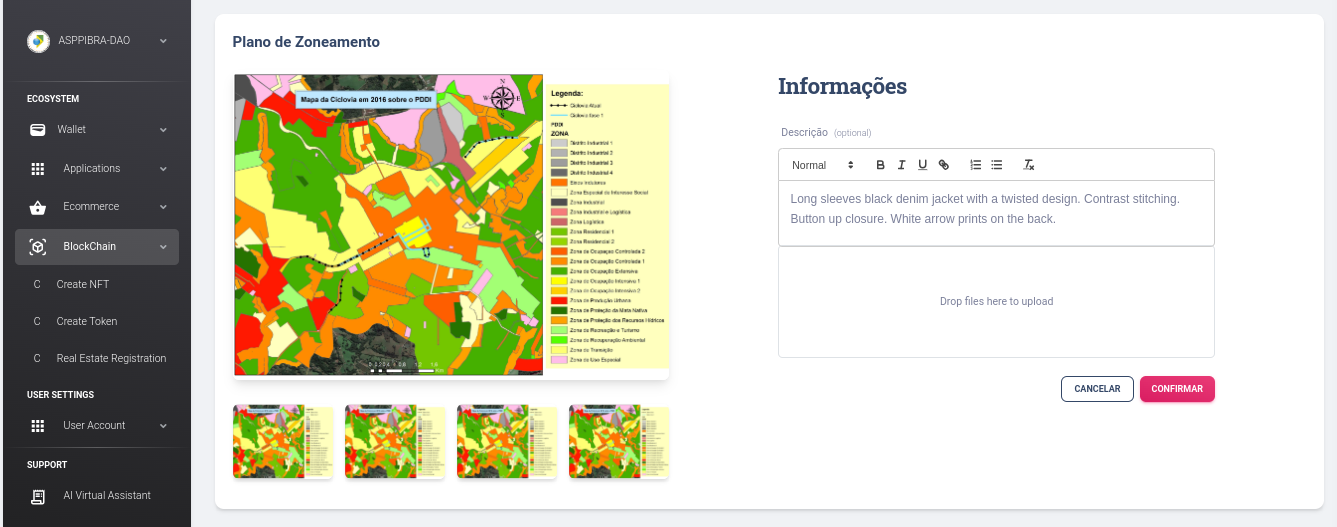 ASPPIBRA-DAO
ECOSYSTEM
Wallet
Applications
Ecommerce
BlockChain
C Create NFT
C Create Token
C Real Estate Registration
USER SETTINGS
User Account
SUPPORT
AI Virtual Assistant
Plano de Zoneamento
Mapa da Ciclovia em 2016 sobre o PDDI
N
W E
S
Legenda:
Ciclovia Atual
Ciclovia fase 1
PDDI
ZONA
Distrito Industrial 1
Distrito Industrial 2
Distrito Industrial 3
Distrito Industrial 4
Eixos Indutores
Zona Especial de Interesse Social
Zona Industrial
Zona Industrial e Logística
Zona Logística
Zona Residencial 1
Zona Residencial 2
Zona de Ocupaçao Controlada 2
Zona de Ocupação Controlada 1
Zona de Ocupação Extensiva
Zona de Ocupação Intensiva 1
Zona de Ocupação Intensiva 2
Zona de Produção Urbana
Zona de Proteção da Mata Nativa
Zona de Proteção dos Recursos Hídricos
Zona de Recreação e Turismo
Zona de Recuperação Ambiental
Zona de Transição
Zona de Uso Especial
Informações
Descrição (optional)
Normal B I U
Long sleeves black denim jacket with a twisted design. Contrast stitching.
Button up closure. White arrow prints on the back.
Drop files here to upload
CANCELAR CONFIRMAR